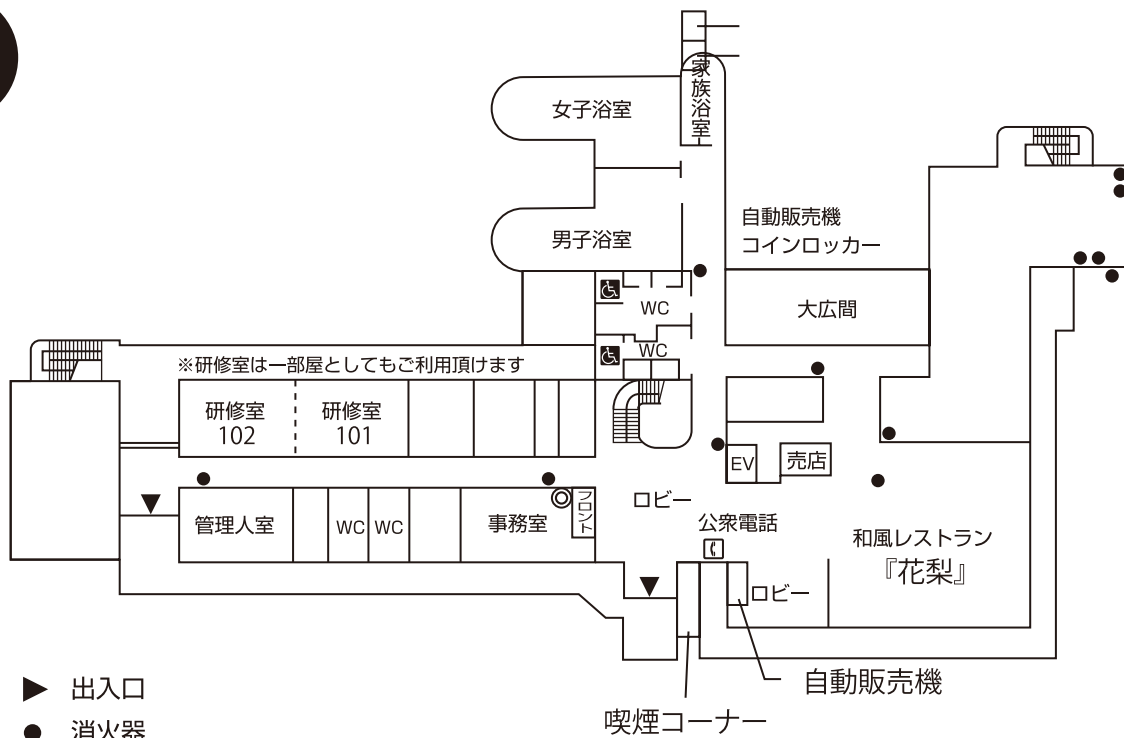 家族浴室
女子浴室
男子浴室
自動販売機
コインロッカー
大広間
WC
WC
※研修室は一部屋としてもご利用頂けます
研修室
102
研修室
101
EV
売店
ロビー
管理人室
WC
WC
事務室
フロント
公衆電話
和風レストラン
『花梨』
ロビー
自動販売機
喫煙コーナー
出入口
消火器